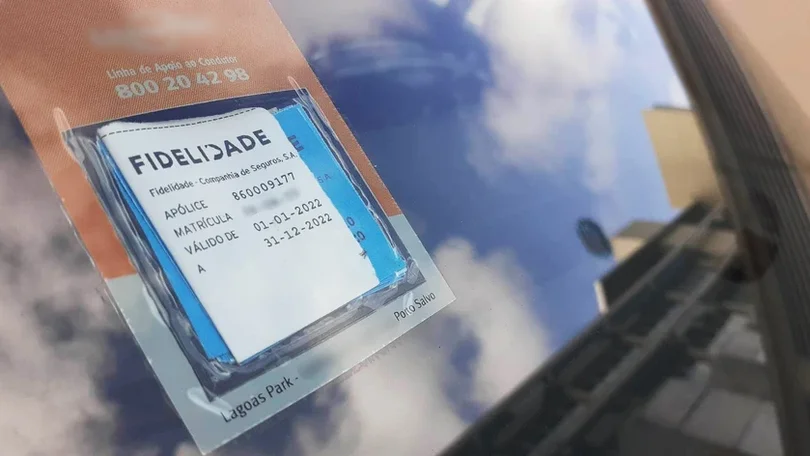 Linha de Apoio ao Condutor
800 20 42 98
FIDELIDADE
Fidelidade - Companhia de Seguros, S.A.
APÓLICE 860009177
MATRÍCULA
VÁLIDO DE 01-01-2022
A 31-12-2022
Lagoas Park -
Porto Salvo